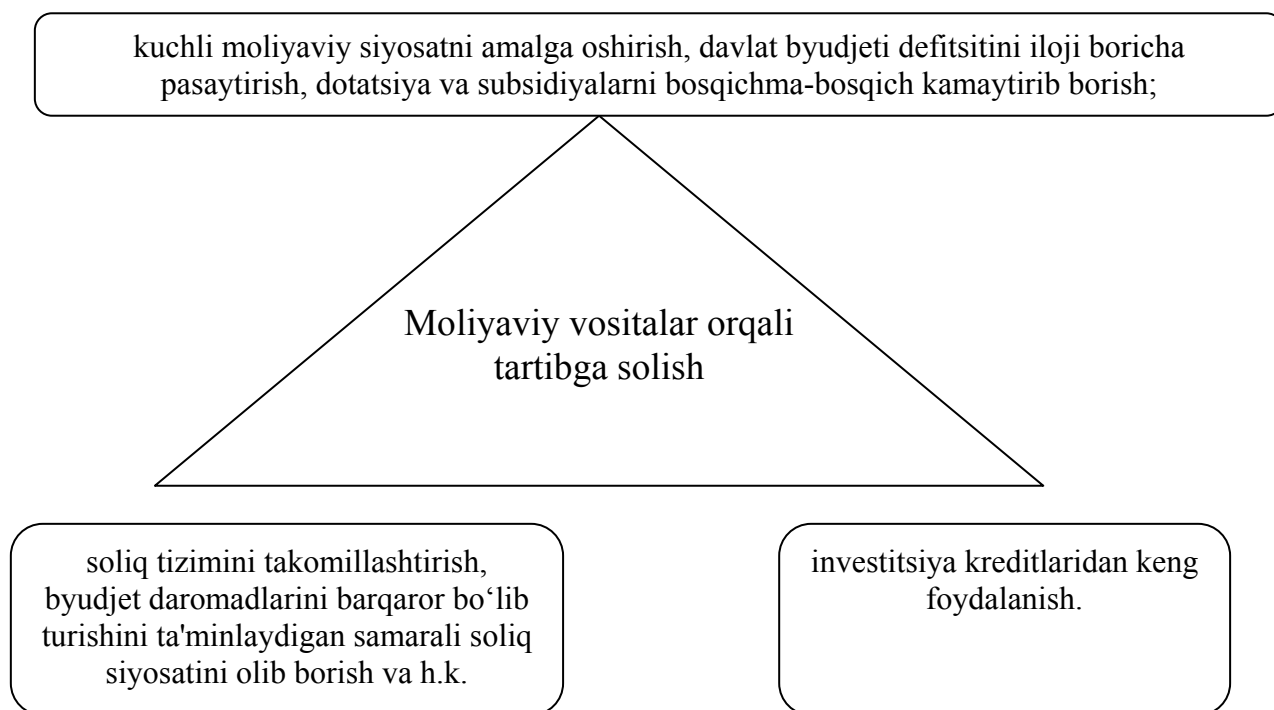 kuchli moliyaviy siyosatni amalga oshirish, davlat byudjeti defitsitini iloji boricha
pasaytirish, dotatsiya va subsidiyalarni bosqichma-bosqich kamaytirib borish;
Moliyaviy vositalar orqali
tartibga solish
soliq tizimini takomillashtirish,
byudjet daromadlarini barqaror bo‘lib
turishini ta'minlaydigan samarali soliq
siyosatini olib borish va h.k.
investitsiya kreditlaridan keng
foydalanish.